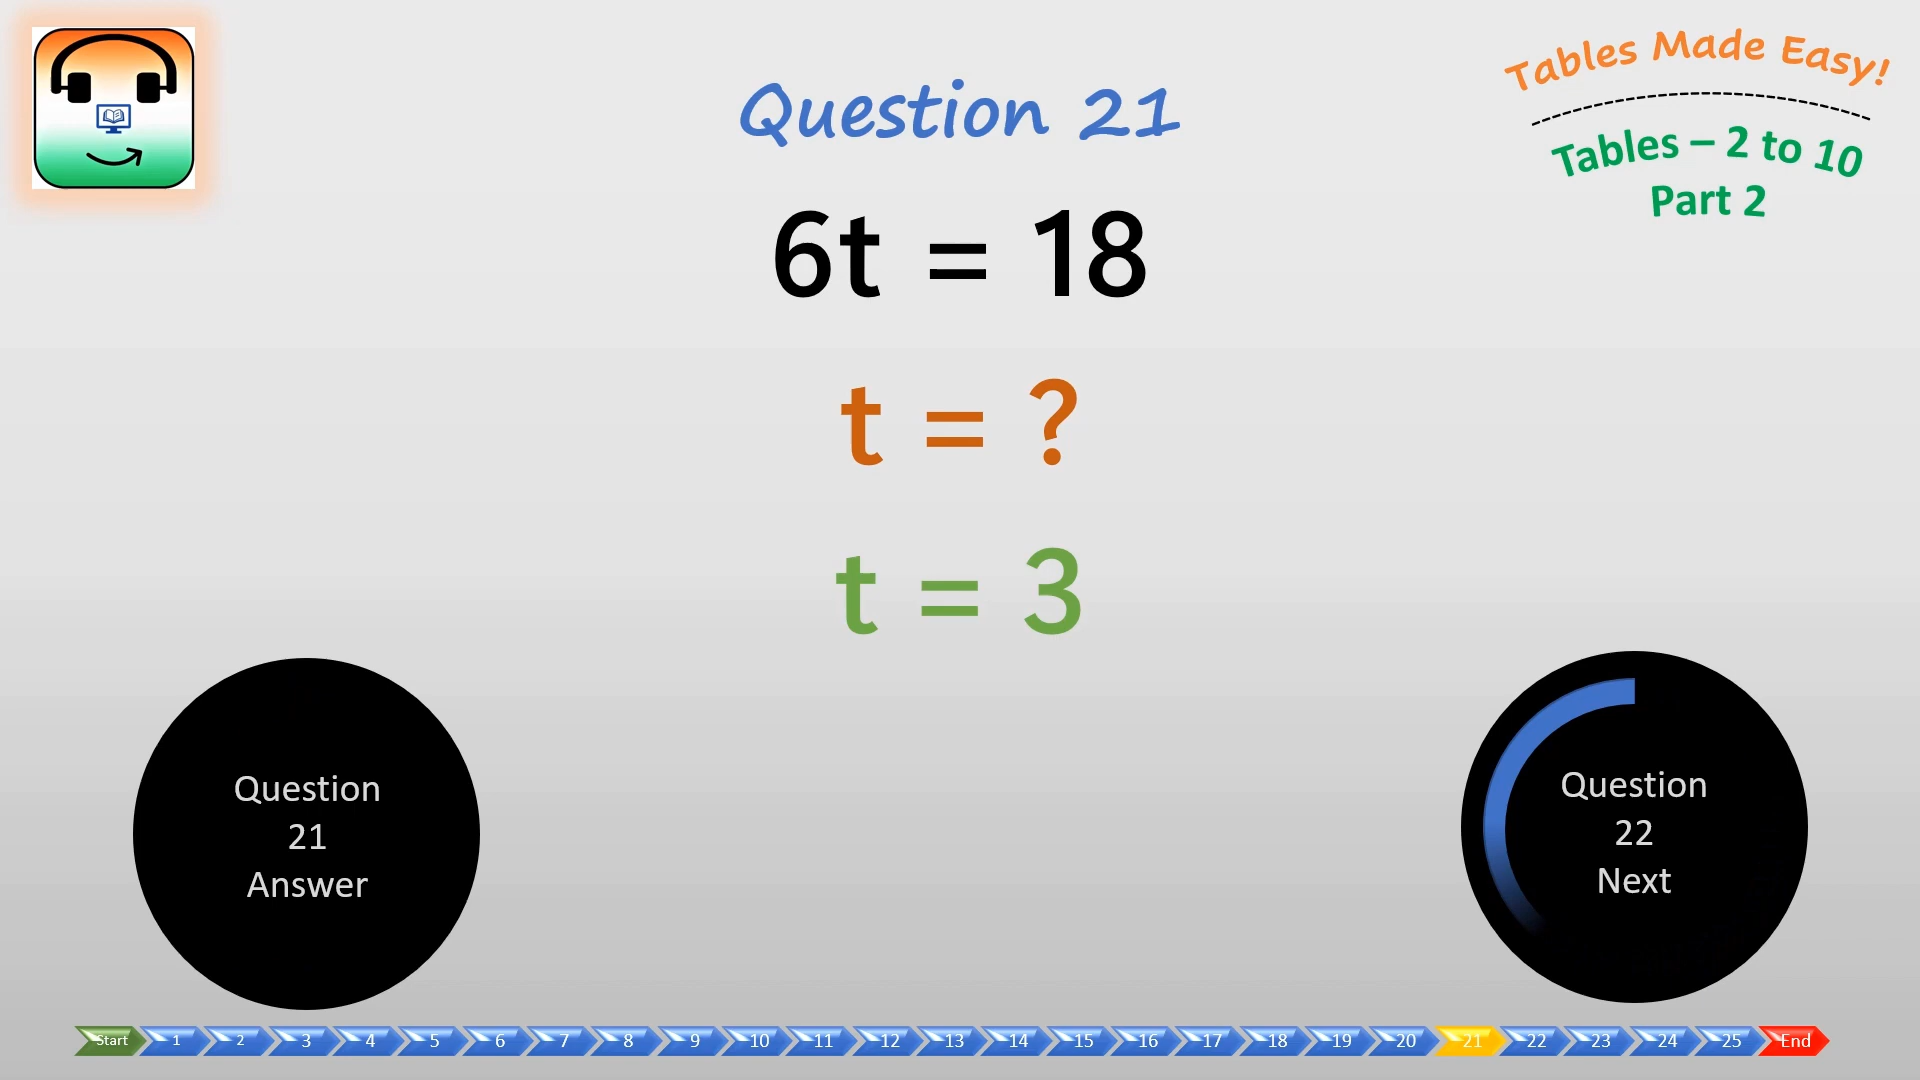 Question 21
Tables Made Easy!
Tables – 2 to 10
Part 2
6t = 18
t = ?
t = 3
Question
21
Answer
Question
22
Next
Start 1 2 3 4 5 6 7 8 9 10 11 12 13 14 15 16 17 18 19 20 21 22 23 24 25 End